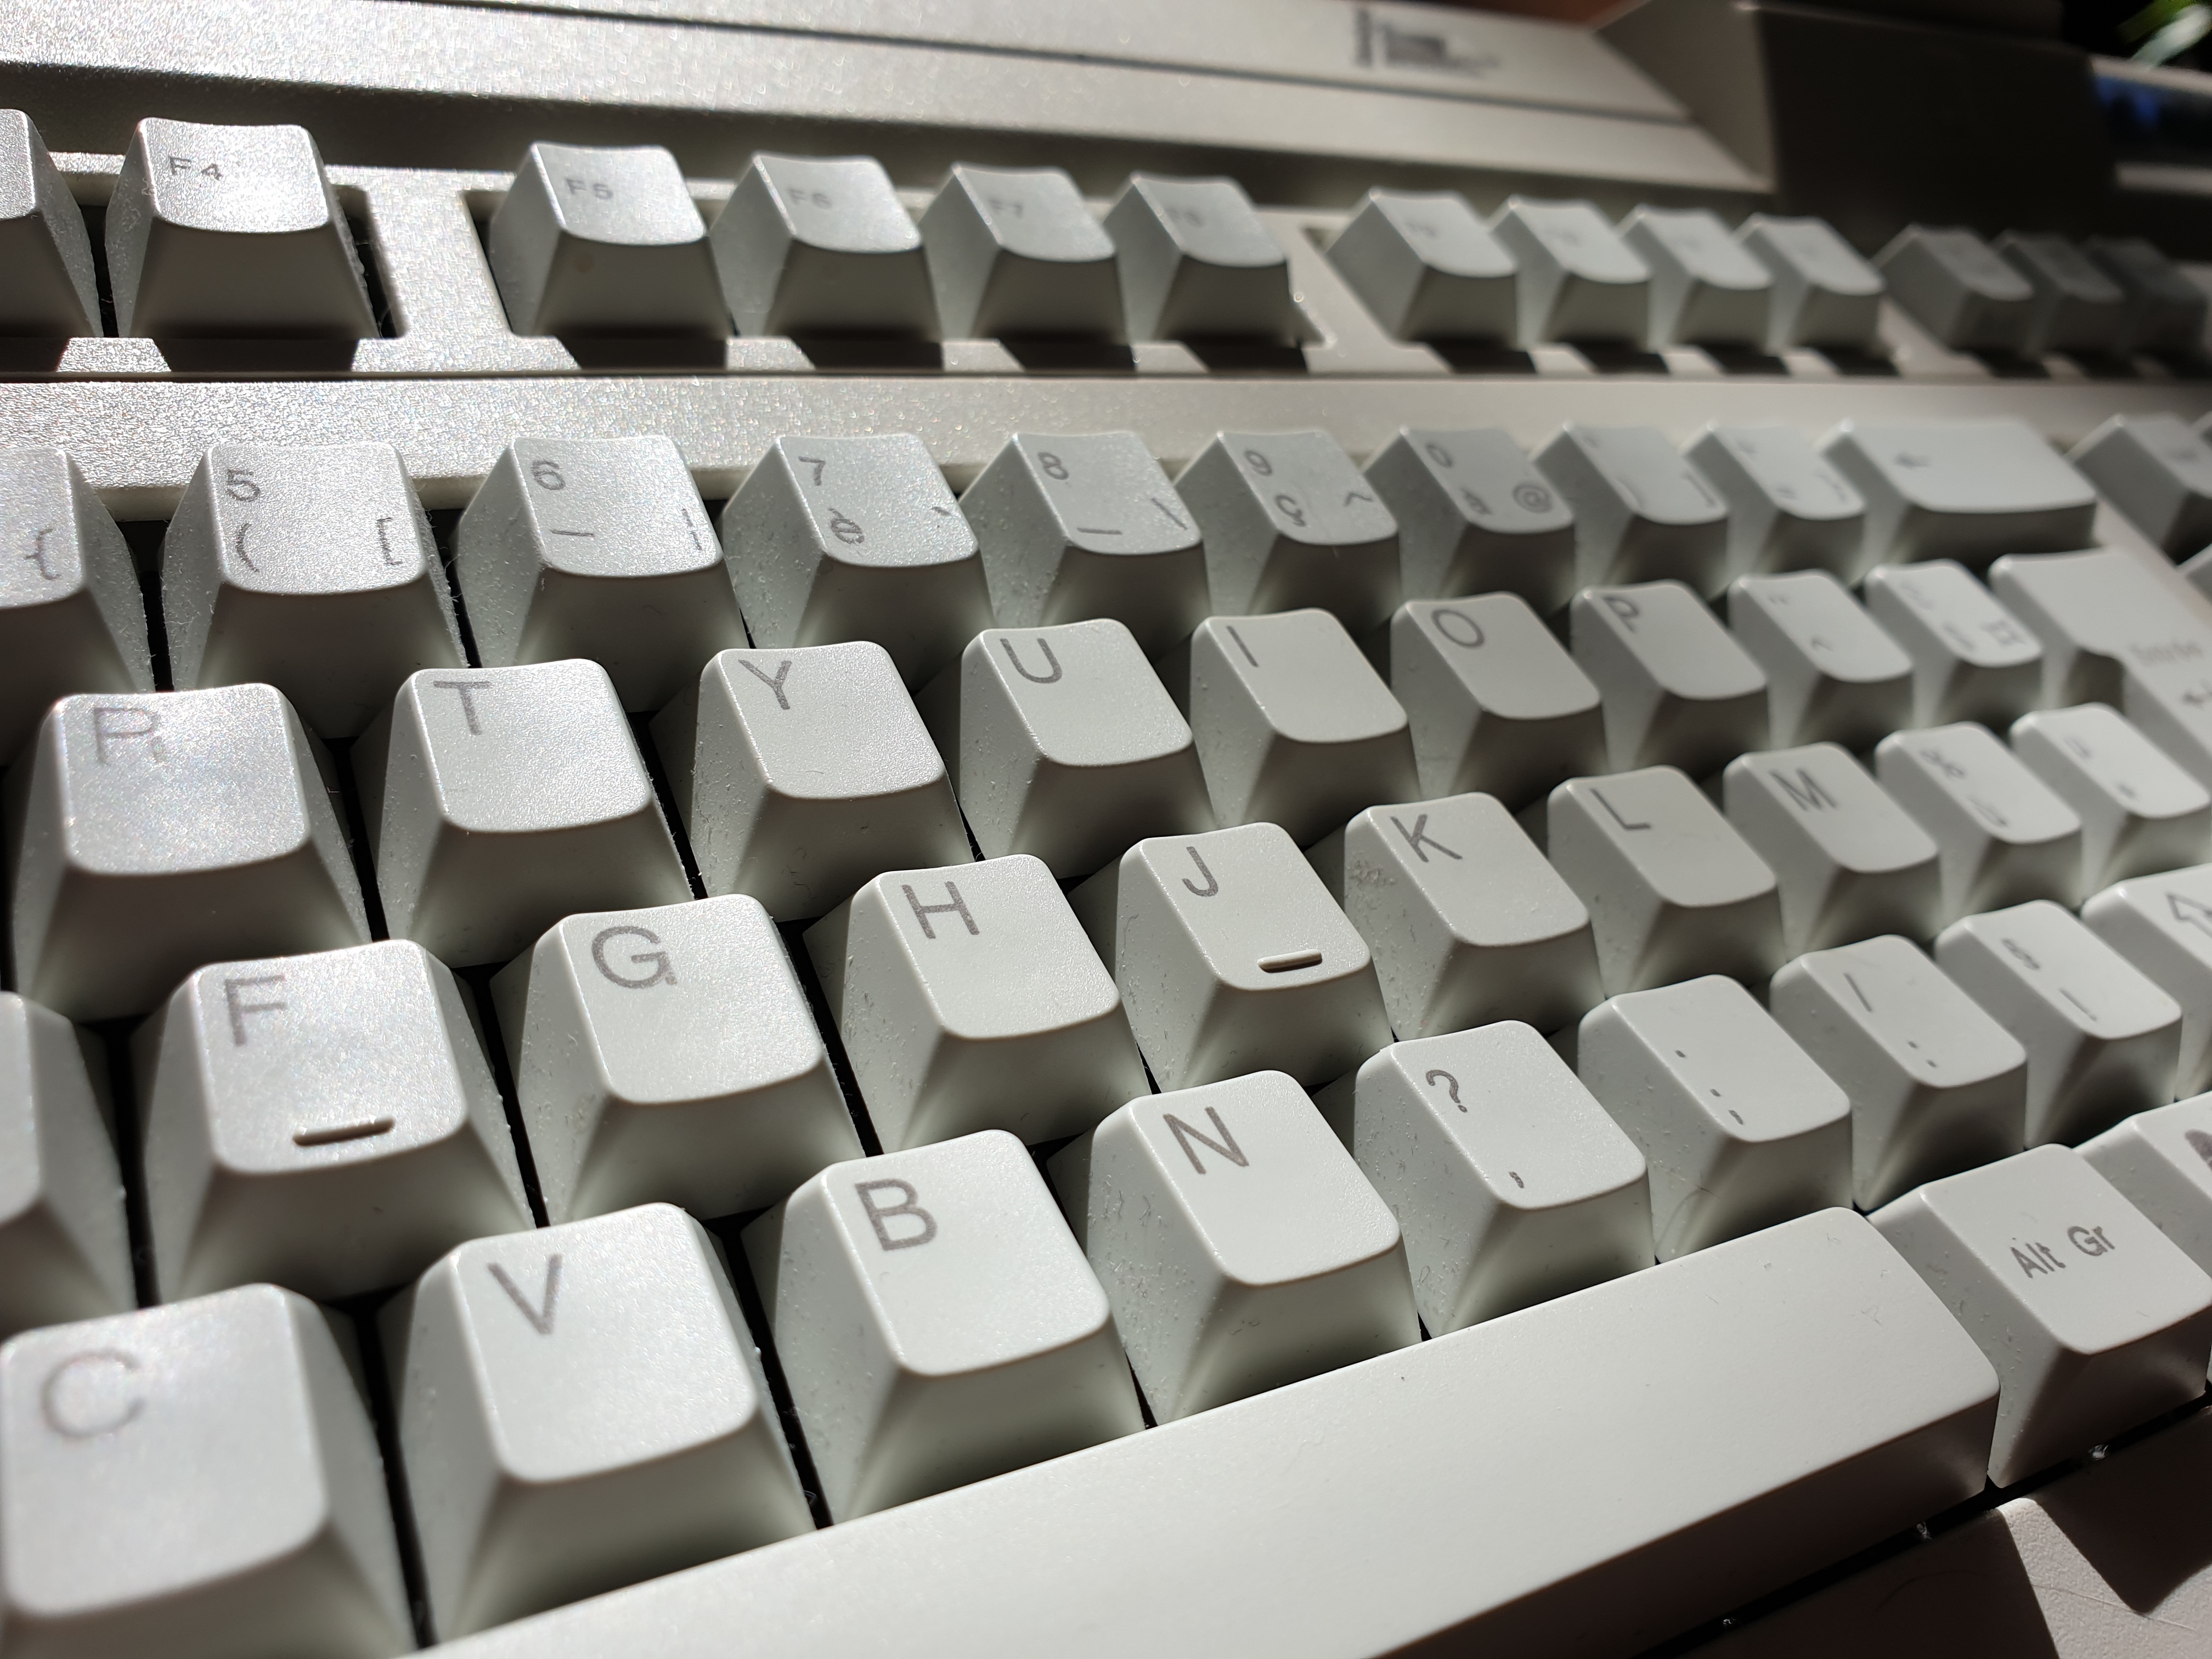 F4 F5 F6 F7 F8
{ 5 ( [ 6 - | 7 è ` 8 _ \ 9 ç ^ 0 à @
R T Y U I O P ¨ ^
F G H J K L M % ù µ *
C V B N ? , . ; / : § !
Alt Gr